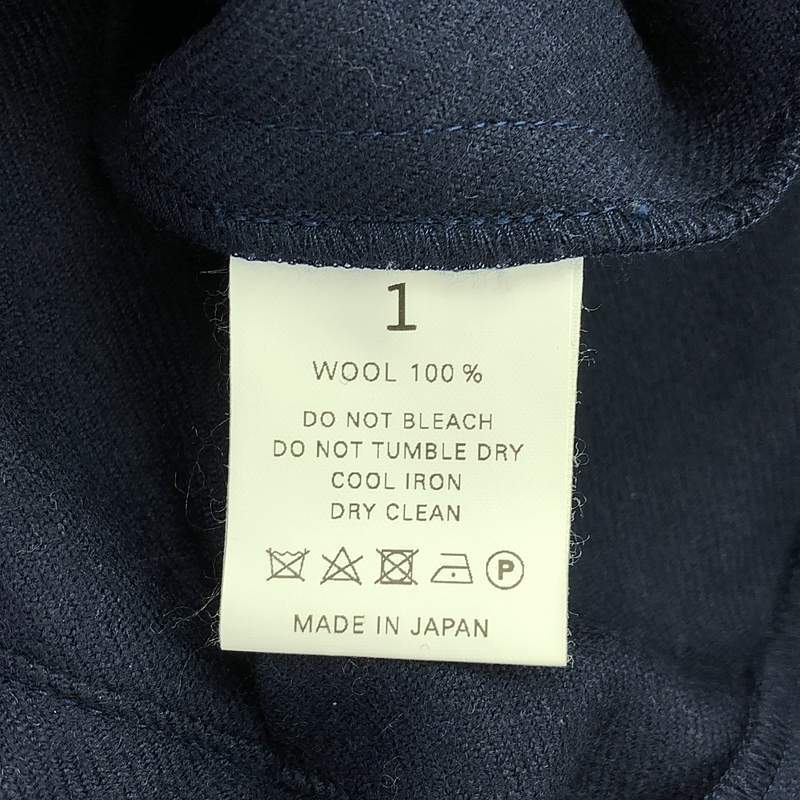 1
WOOL 100%
DO NOT BLEACH
DO NOT TUMBLE DRY
COOL IRON
DRY CLEAN
P
MADE IN JAPAN